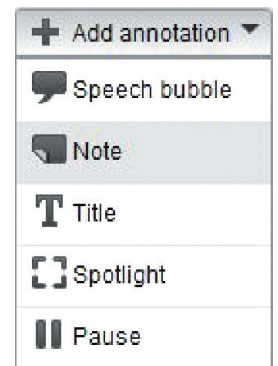 Add annotation
Speech bubble
Note
Title
Spotlight
Pause